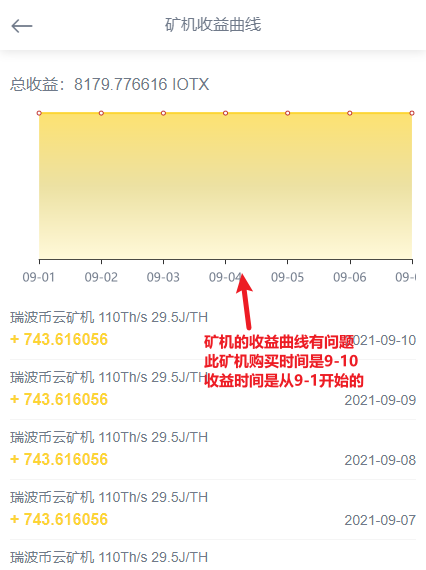 矿机收益曲线
总收益：8179.776616 IOTX
09-01 09-02 09-03 09-04 09-05 09-06 09-0
瑞波币云矿机 110Th/s 29.5J/TH
矿机的收益曲线有问题
+ 743.616056 2021-09-10
此矿机购买时间是9-10
瑞波币云矿机 110Th/s 29.5J/TH
收益时间是从9-1开始的
+ 743.616056 2021-09-09
瑞波币云矿机 110Th/s 29.5J/TH
+ 743.616056 2021-09-08
瑞波币云矿机 110Th/s 29.5J/TH
+ 743.616056 2021-09-07
瑞波币云矿机 110Th/s 29.5J/TH